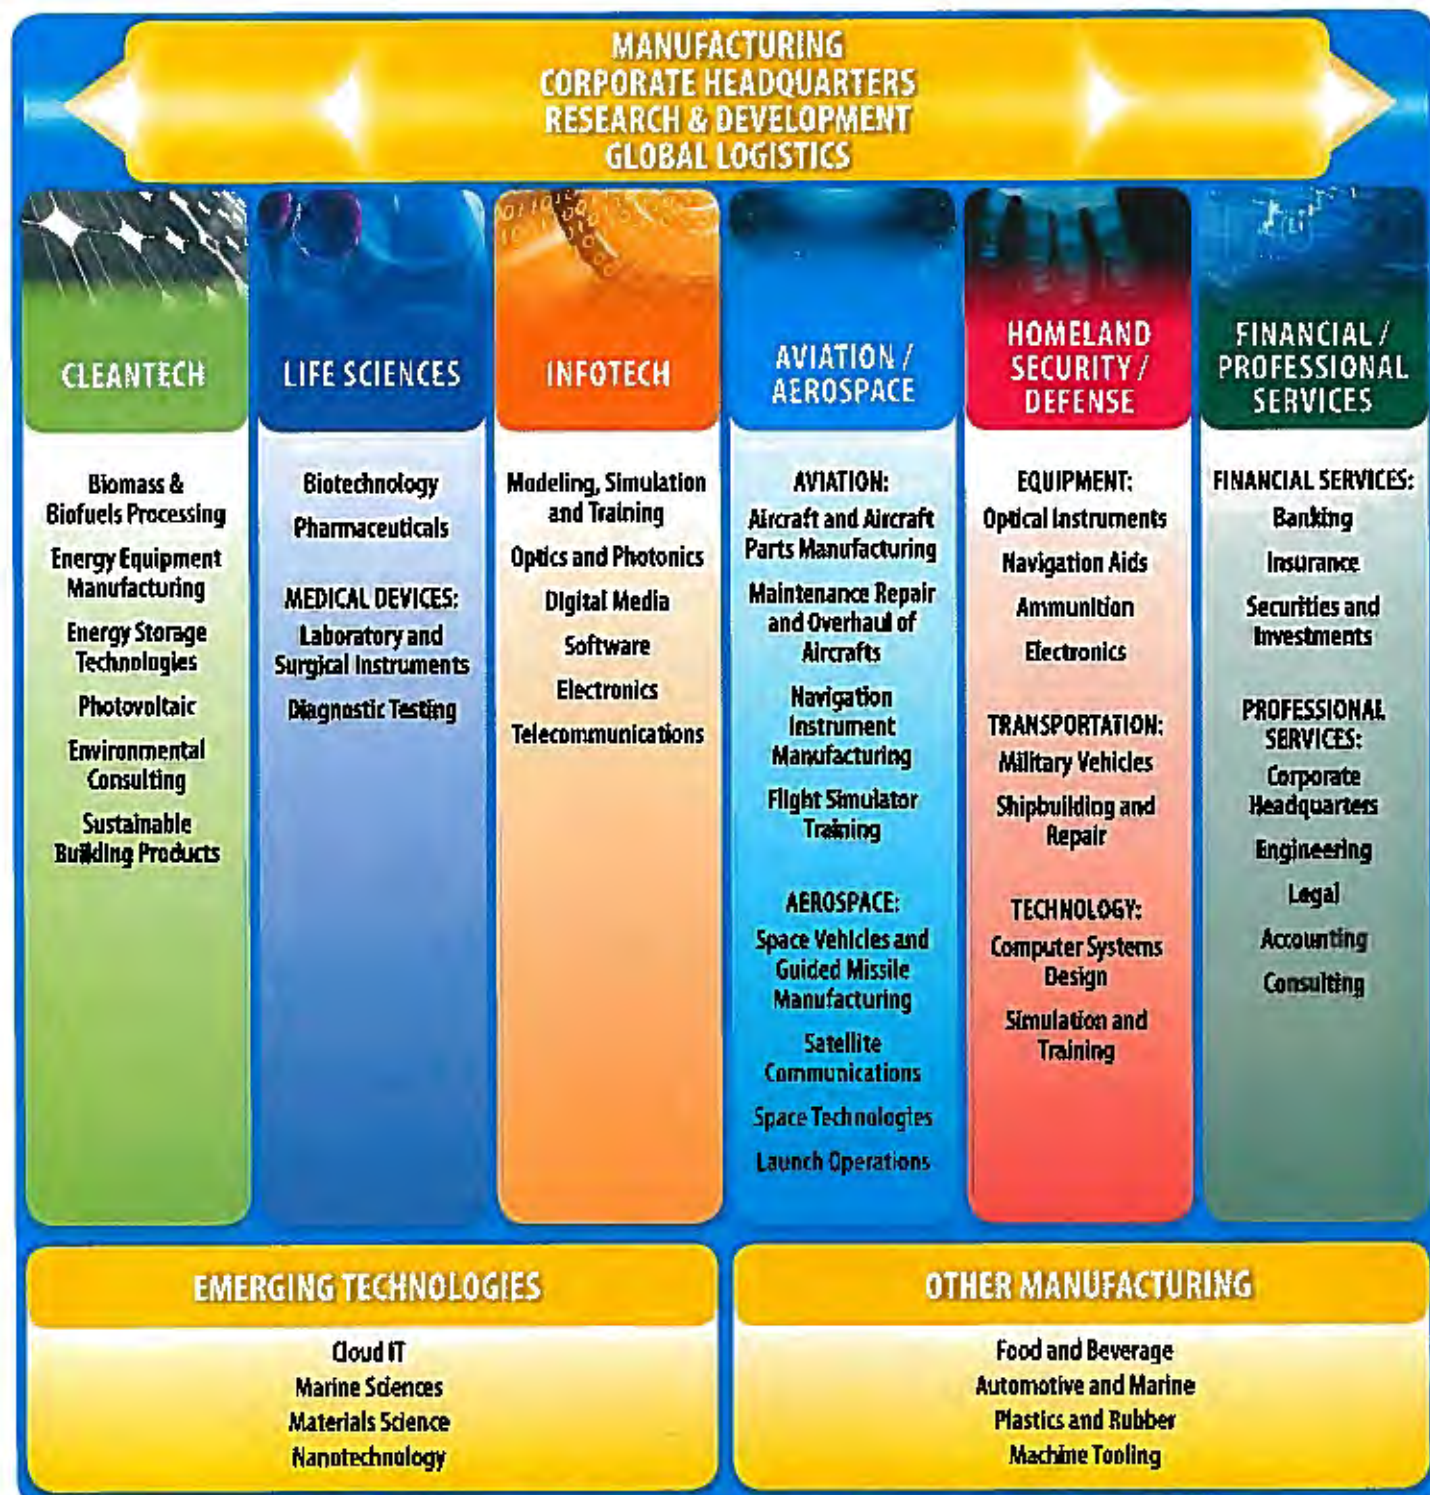 MANUFACTURING
CORPORATE HEADQUARTERS
RESEARCH & DEVELOPMENT
GLOBAL LOGISTICS
CLEANTECH
Biomass &
Biofuels Processing
Energy Equipment
Manufacturing
Energy Storage
Technologies
Photovoltaic
Environmental
Consulting
Sustainable
Building Products
LIFE SCIENCES
Biotechnology
Pharmaceuticals
MEDICAL DEVICES:
Laboratory and
Surgical Instruments
Diagnostic Testing
INFOTECH
Modeling, Simulation
and Training
Optics and Photonics
Digital Media
Software
Electronics
Telecommunications
AVIATION /
AEROSPACE
AVIATION:
Aircraft and Aircraft
Parts Manufacturing
Maintenance Repair
and Overhaul of
Aircrafts
Navigation
Instrument
Manufacturing
Flight Simulator
Training
AEROSPACE:
Space Vehicles and
Guided Missile
Manufacturing
Satellite
Communications
Space Technologies
Launch Operations
HOMELAND
SECURITY /
DEFENSE
EQUIPMENT:
Optical Instruments
Navigation Aids
Ammunition
Electronics
TRANSPORTATION:
Military Vehicles
Shipbuilding and
Repair
TECHNOLOGY:
Computer Systems
Design
Simulation and
Training
FINANCIAL /
PROFESSIONAL
SERVICES
FINANCIAL SERVICES:
Banking
Insurance
Securities and
Investments
PROFESSIONAL
SERVICES:
Corporate
Headquarters
Engineering
Legal
Accounting
Consulting
EMERGING TECHNOLOGIES
Cloud IT
Marine Sciences
Materials Science
Nanotechnology
OTHER MANUFACTURING
Food and Beverage
Automotive and Marine
Plastics and Rubber
Machine Tooling